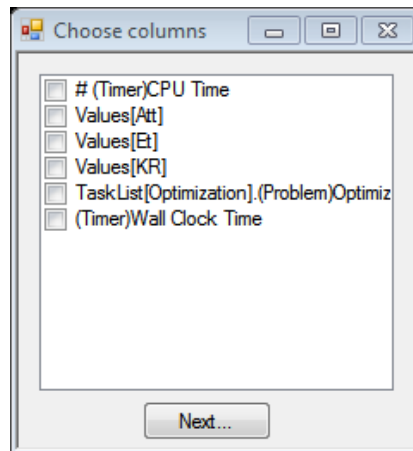 Choose columns
# (Timer)CPU Time
Values[Att]
Values[Et]
Values[KR]
TaskList[Optimization].(Problem)Optimiz
(Timer)Wall Clock Time
Next...